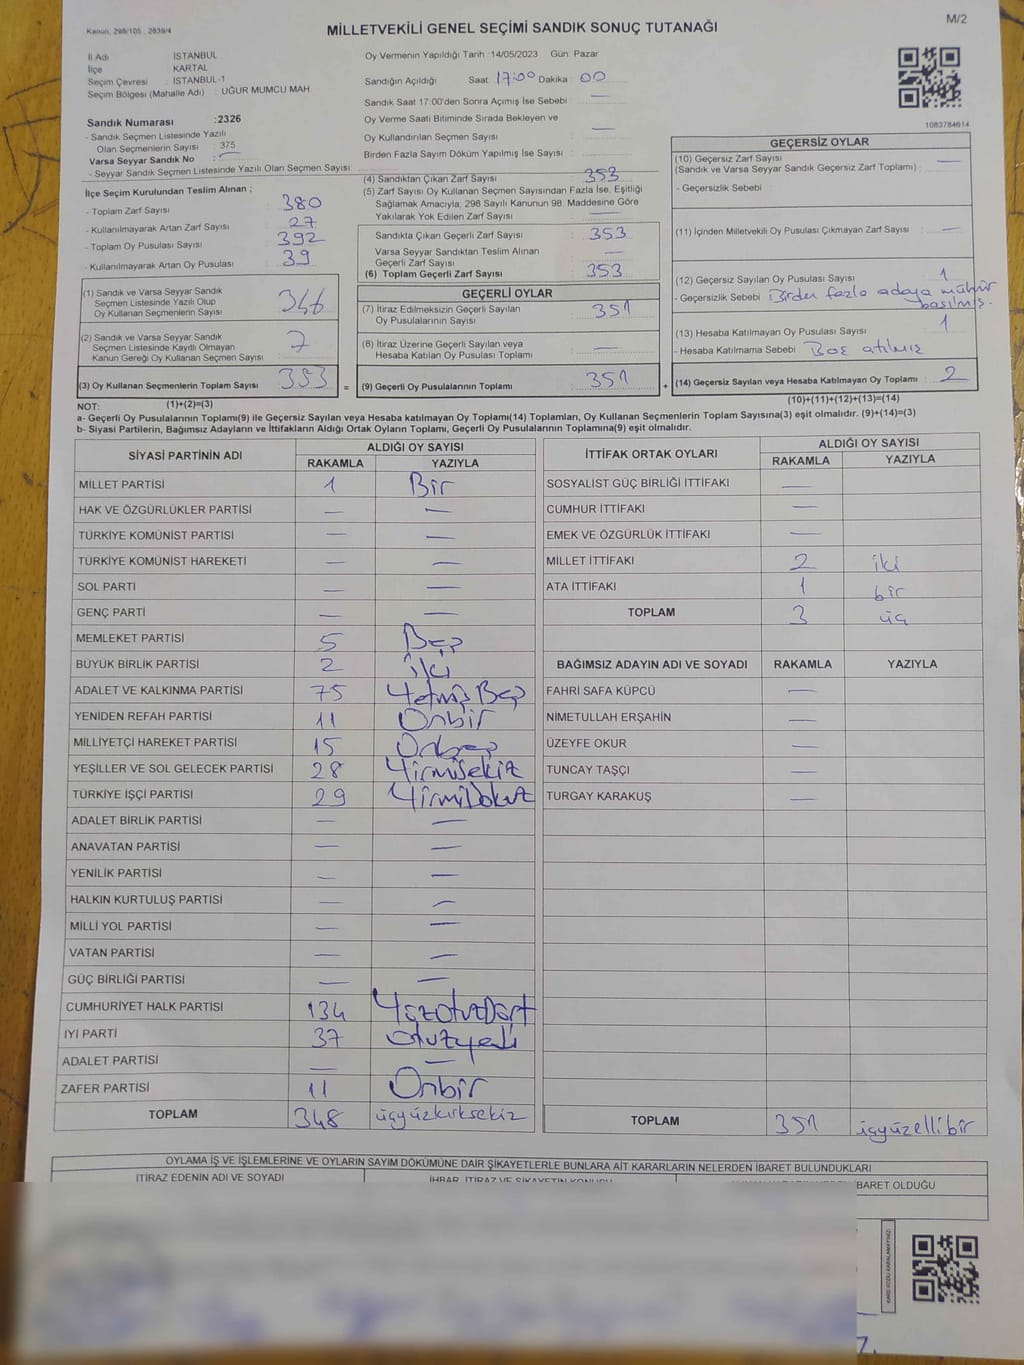 Kanun: 298/105 2839/4
MİLLETVEKİLİ GENEL SEÇİMİ SANDIK SONUÇ TUTANAĞI
M/2
İl Adı : İSTANBUL
İlçe : KARTAL
Seçim Çevresi : İSTANBUL-1
Seçim Bölgesi (Mahalle Adı) : UĞUR MUMCU MAH
Sandık Numarası :2326
- Sandık Seçmen Listesinde Yazılı
Olan Seçmenlerin Sayısı : 375
Varsa Seyyar Sandık No : —
- Seyyar Sandık Seçmen Listesinde Yazılı Olan Seçmen Sayısı:
Oy Vermenin Yapıldığı Tarih :14/05/2023 Gün: Pazar
Sandığın Açıldığı Saat 17:00 Dakika : 00
Sandık Saat 17:00'den Sonra Açımış İse Sebebi : —
Oy Verme Saati Bitiminde Sırada Bekleyen ve
Oy Kullandırılan Seçmen Sayısı : —
Birden Fazla Sayım Döküm Yapılmış İse Sayısı :
1083784614
İlçe Seçim Kurulundan Teslim Alınan ;
- Toplam Zarf Sayısı : 380
- Kullanılmayarak Artan Zarf Sayısı : 27
- Toplam Oy Pusulası Sayısı : 392
- Kullanılmayarak Artan Oy Pusulası : 39
(1) Sandık ve Varsa Seyyar Sandık
Seçmen Listesinde Yazılı Olup
Oy Kullanan Seçmenlerin Sayısı 346
(2) Sandık ve Varsa Seyyar Sandık
Seçmen Listesinde Kayıtlı Olmayan
Kanun Gereği Oy Kullanan Seçmen Sayısı : 7
(3) Oy Kullanan Seçmenlerin Toplam Sayısı : 353 =
(1)+(2)=(3)
(4) Sandıktan Çıkan Zarf Sayısı : 353
(5) Zarf Sayısı Oy Kullanan Seçmen Sayısından Fazla İse, Eşitliği
Sağlamak Amacıyla, 298 Sayılı Kanunun 98. Maddesine Göre
Yakılarak Yok Edilen Zarf Sayısı : —
Sandıkta Çıkan Geçerli Zarf Sayısı : 353
Varsa Seyyar Sandıktan Teslim Alınan
Geçerli Zarf Sayısı : —
(6) Toplam Geçerli Zarf Sayısı : 353
GEÇERLİ OYLAR
(7) İtiraz Edilmeksizin Geçerli Sayılan
Oy Pusulalarının Sayısı : 351
(8) İtiraz Üzerine Geçerli Sayılan veya
Hesaba Katılan Oy Pusulası Toplamı : —
(9) Geçerli Oy Pusulalarının Toplamı : 351 +
GEÇERSİZ OYLAR
(10) Geçersiz Zarf Sayısı : —
(Sandık ve Varsa Seyyar Sandık Geçersiz Zarf Toplamı)
- Geçersizlik Sebebi :
(11) İçinden Milletvekili Oy Pusulası Çıkmayan Zarf Sayısı : —
(12) Geçersiz Sayılan Oy Pusulası Sayısı : 1
- Geçersizlik Sebebi : Birden fazla adaya mühür
basılmış.
(13) Hesaba Katılmayan Oy Pusulası Sayısı : 1
- Hesaba Katılmama Sebebi : Boş atılmış
(14) Geçersiz Sayılan veya Hesaba Katılmayan Oy Toplamı : 2
(10)+(11)+(12)+(13)=(14)
NOT:
a- Geçerli Oy Pusulalarının Toplamı(9) ile Geçersiz Sayılan veya Hesaba katılmayan Oy Toplamı(14) Toplamları, Oy Kullanan Seçmenlerin Toplam Sayısına(3) eşit olmalıdır. (9)+(14)=(3)
b- Siyasi Partilerin, Bağımsız Adayların ve İttifakların Aldığı Ortak Oyların Toplamı, Geçerli Oy Pusulalarının Toplamına(9) eşit olmalıdır.
SİYASİ PARTİNİN ADI ALDIĞI OY SAYISI
RAKAMLA YAZIYLA
MİLLET PARTİSİ 1 Bir
HAK VE ÖZGÜRLÜKLER PARTİSİ — —
TÜRKİYE KOMÜNİST PARTİSİ — —
TÜRKİYE KOMÜNİST HAREKETİ — —
SOL PARTİ — —
GENÇ PARTİ — —
MEMLEKET PARTİSİ 5 Beş
BÜYÜK BİRLİK PARTİSİ 2 İki
ADALET VE KALKINMA PARTİSİ 75 YetmişBeş
YENİDEN REFAH PARTİSİ 11 Onbir
MİLLİYETÇİ HAREKET PARTİSİ 15 Onbeş
YEŞİLLER VE SOL GELECEK PARTİSİ 28 YirmiSekiz
TÜRKİYE İŞÇİ PARTİSİ 29 YirmiDokuz
ADALET BİRLİK PARTİSİ — —
ANAVATAN PARTİSİ — —
YENİLİK PARTİSİ — —
HALKIN KURTULUŞ PARTİSİ — —
MİLLİ YOL PARTİSİ — —
VATAN PARTİSİ — —
GÜÇ BİRLİĞİ PARTİSİ — —
CUMHURİYET HALK PARTİSİ 134 YüzOtuzDört
İYİ PARTİ 37 Otuzyedi
ADALET PARTİSİ — —
ZAFER PARTİSİ 11 Onbir
TOPLAM 348 üçyüzkırksekiz
İTTİFAK ORTAK OYLARI ALDIĞI OY SAYISI
RAKAMLA YAZIYLA
SOSYALİST GÜÇ BİRLİĞİ İTTİFAKI —
CUMHUR İTTİFAKI —
EMEK VE ÖZGÜRLÜK İTTİFAKI —
MİLLET İTTİFAKI 2 iki
ATA İTTİFAKI 1 bir
TOPLAM 3 üç
BAĞIMSIZ ADAYIN ADI VE SOYADI RAKAMLA YAZIYLA
FAHRİ SAFA KÜPCÜ —
NİMETULLAH ERŞAHİN —
ÜZEYFE OKUR —
TUNCAY TAŞÇI —
TURGAY KARAKUŞ —
TOPLAM 351 üçyüzellibir
OYLAMA İŞ VE İŞLEMLERİNE VE OYLARIN SAYIM DÖKÜMÜNE DAİR ŞİKAYETLERLE BUNLARA AİT KARARLARIN NELERDEN İBARET BULUNDUKLARI
İTİRAZ EDENİN ADI VE SOYADI İHBAR, İTİRAZ VE ŞİKAYETİN KONUSU BARET OLDUĞU
KARE KODU KARALAMAYINIZ!